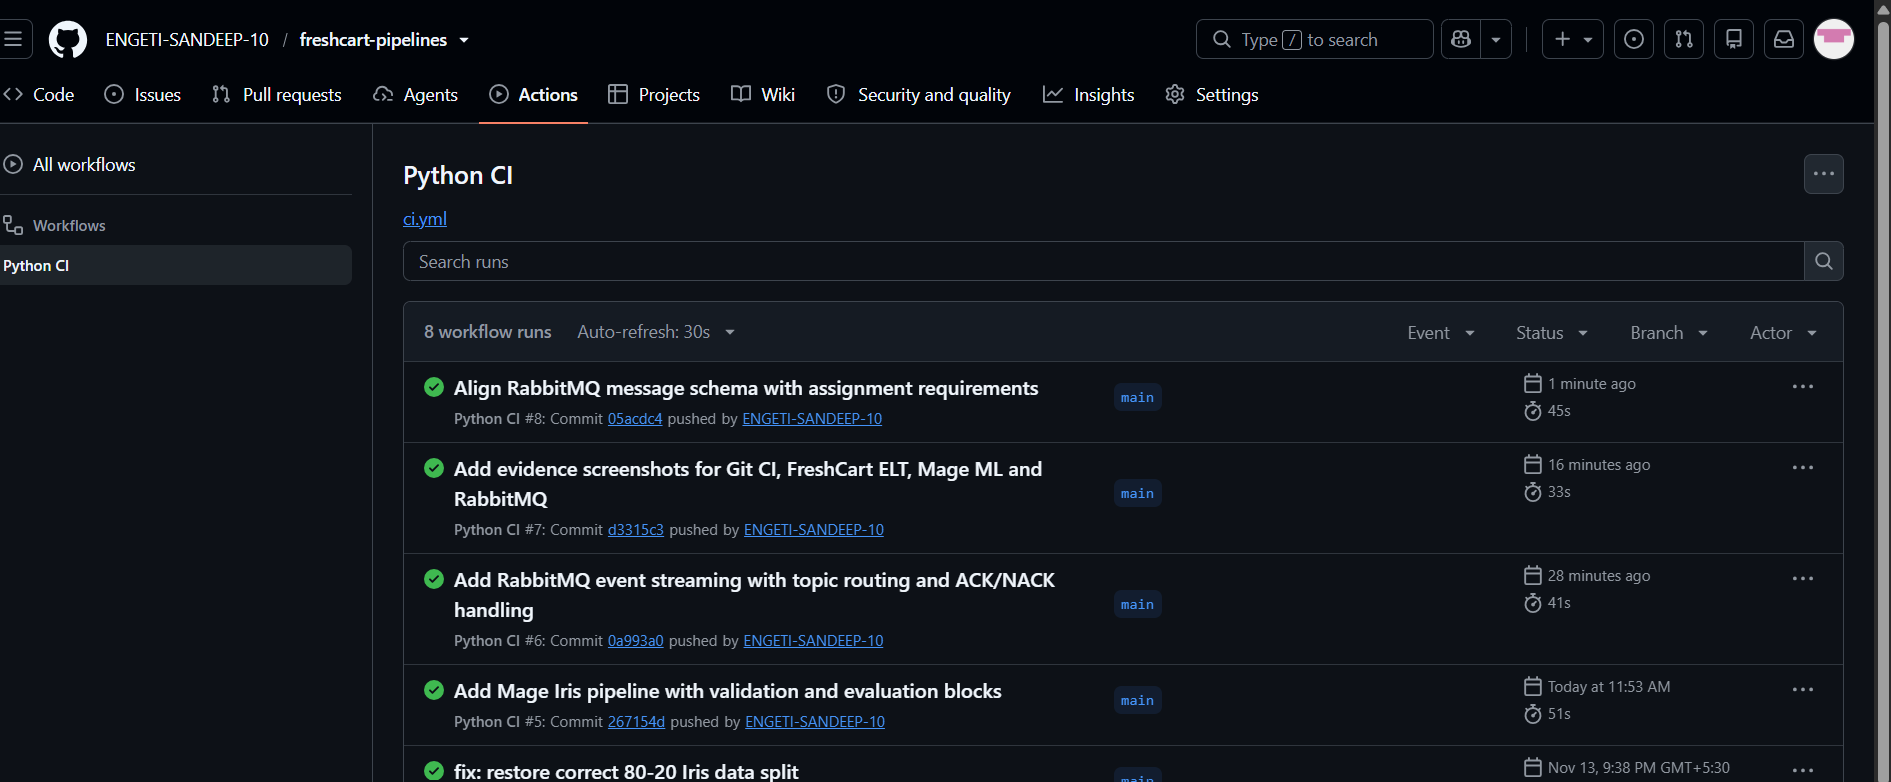 ENGETI-SANDEEP-10 / freshcart-pipelines
Type / to search
Code Issues Pull requests Agents Actions Projects Wiki Security and quality Insights Settings
All workflows
Workflows
Python CI
Python CI
ci.yml
Search runs
8 workflow runs Auto-refresh: 30s Event Status Branch Actor
Align RabbitMQ message schema with assignment requirements
Python CI #8: Commit 05acdc4 pushed by ENGETI-SANDEEP-10
main
1 minute ago
45s
Add evidence screenshots for Git CI, FreshCart ELT, Mage ML and
RabbitMQ
Python CI #7: Commit d3315c3 pushed by ENGETI-SANDEEP-10
main
16 minutes ago
33s
Add RabbitMQ event streaming with topic routing and ACK/NACK
handling
Python CI #6: Commit 0a993a0 pushed by ENGETI-SANDEEP-10
main
28 minutes ago
41s
Add Mage Iris pipeline with validation and evaluation blocks
Python CI #5: Commit 267154d pushed by ENGETI-SANDEEP-10
main
Today at 11:53 AM
51s
fix: restore correct 80-20 Iris data split
main
Nov 13, 9:38 PM GMT+5:30